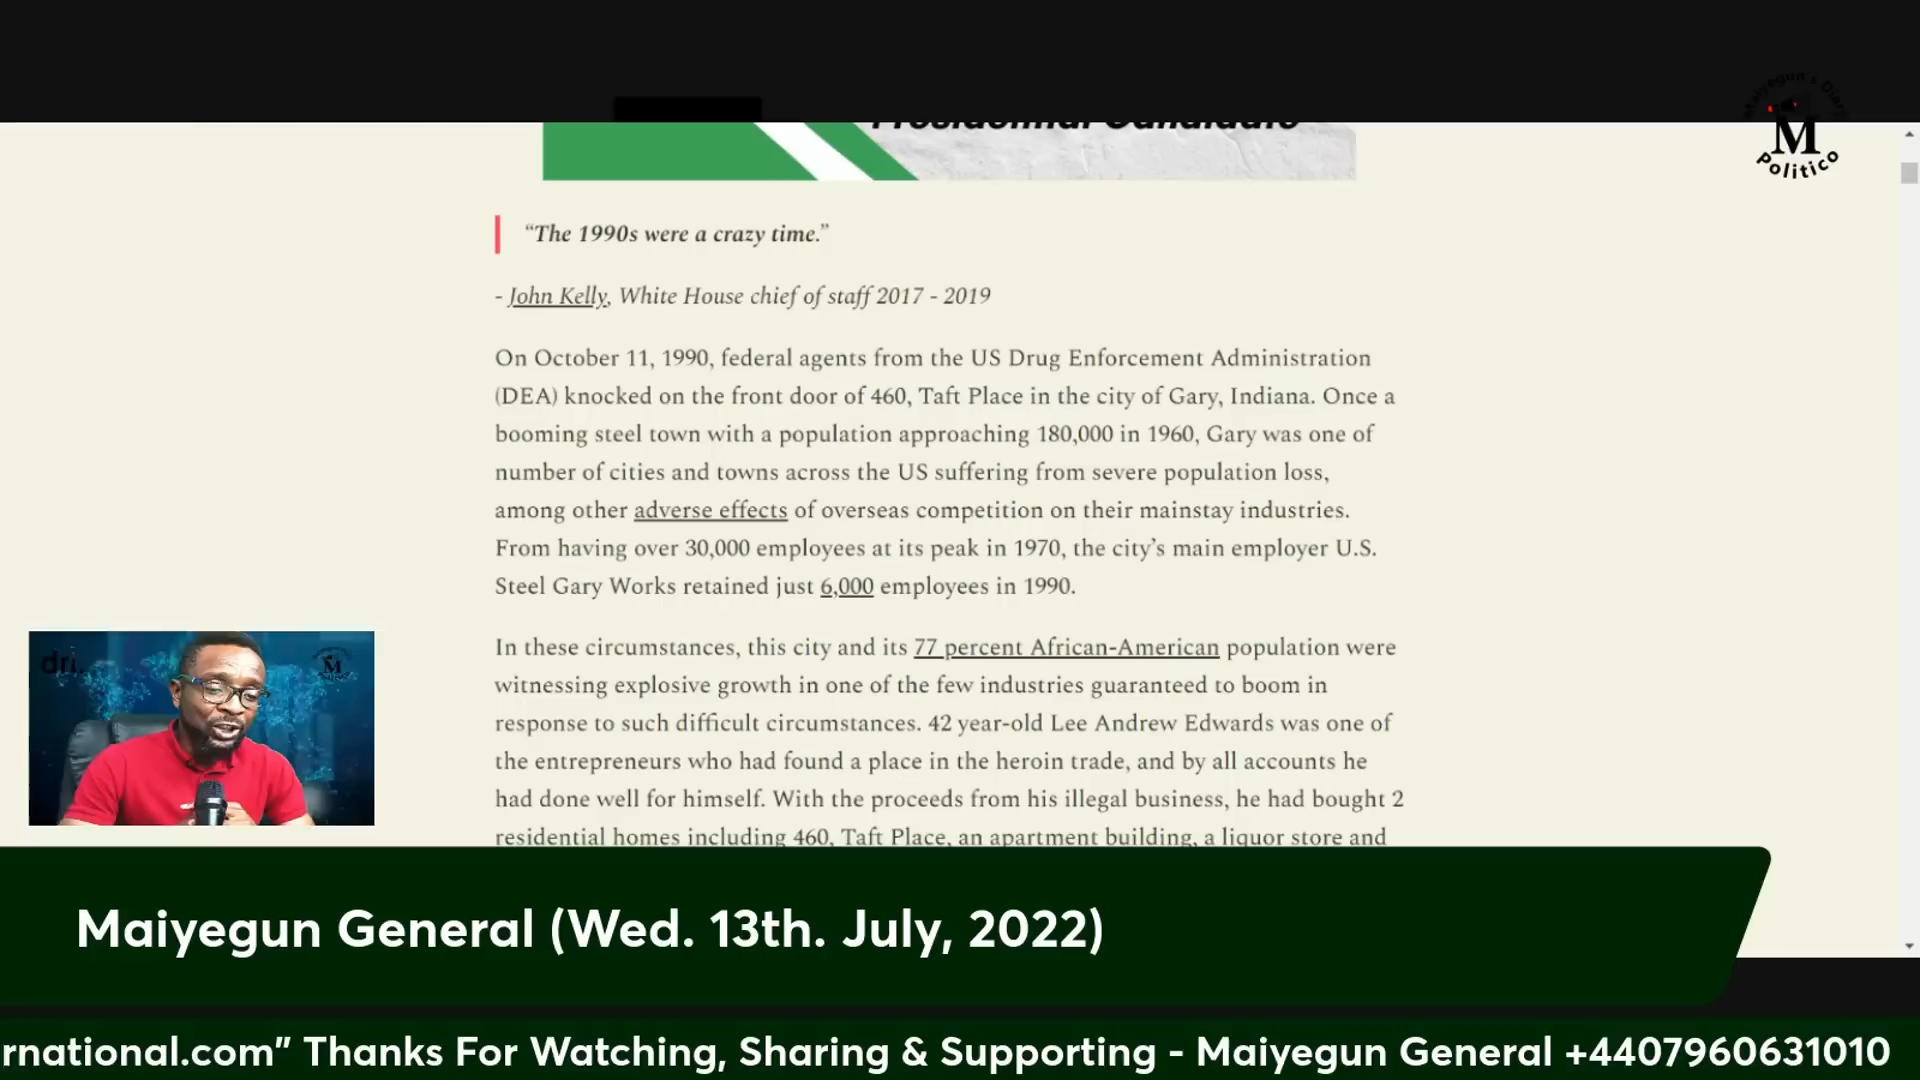 Presidential Candidate
Maiyegun's Diary
M
Politico
“The 1990s were a crazy time.”
- John Kelly, White House chief of staff 2017 - 2019
On October 11, 1990, federal agents from the US Drug Enforcement Administration
(DEA) knocked on the front door of 460, Taft Place in the city of Gary, Indiana. Once a
booming steel town with a population approaching 180,000 in 1960, Gary was one of
number of cities and towns across the US suffering from severe population loss,
among other adverse effects of overseas competition on their mainstay industries.
From having over 30,000 employees at its peak in 1970, the city’s main employer U.S.
Steel Gary Works retained just 6,000 employees in 1990.
In these circumstances, this city and its 77 percent African-American population were
witnessing explosive growth in one of the few industries guaranteed to boom in
response to such difficult circumstances. 42 year-old Lee Andrew Edwards was one of
the entrepreneurs who had found a place in the heroin trade, and by all accounts he
had done well for himself. With the proceeds from his illegal business, he had bought 2
residential homes including 460, Taft Place, an apartment building, a liquor store and
dri.
M
Maiyegun General (Wed. 13th. July, 2022)
rnational.com” Thanks For Watching, Sharing & Supporting - Maiyegun General +4407960631010